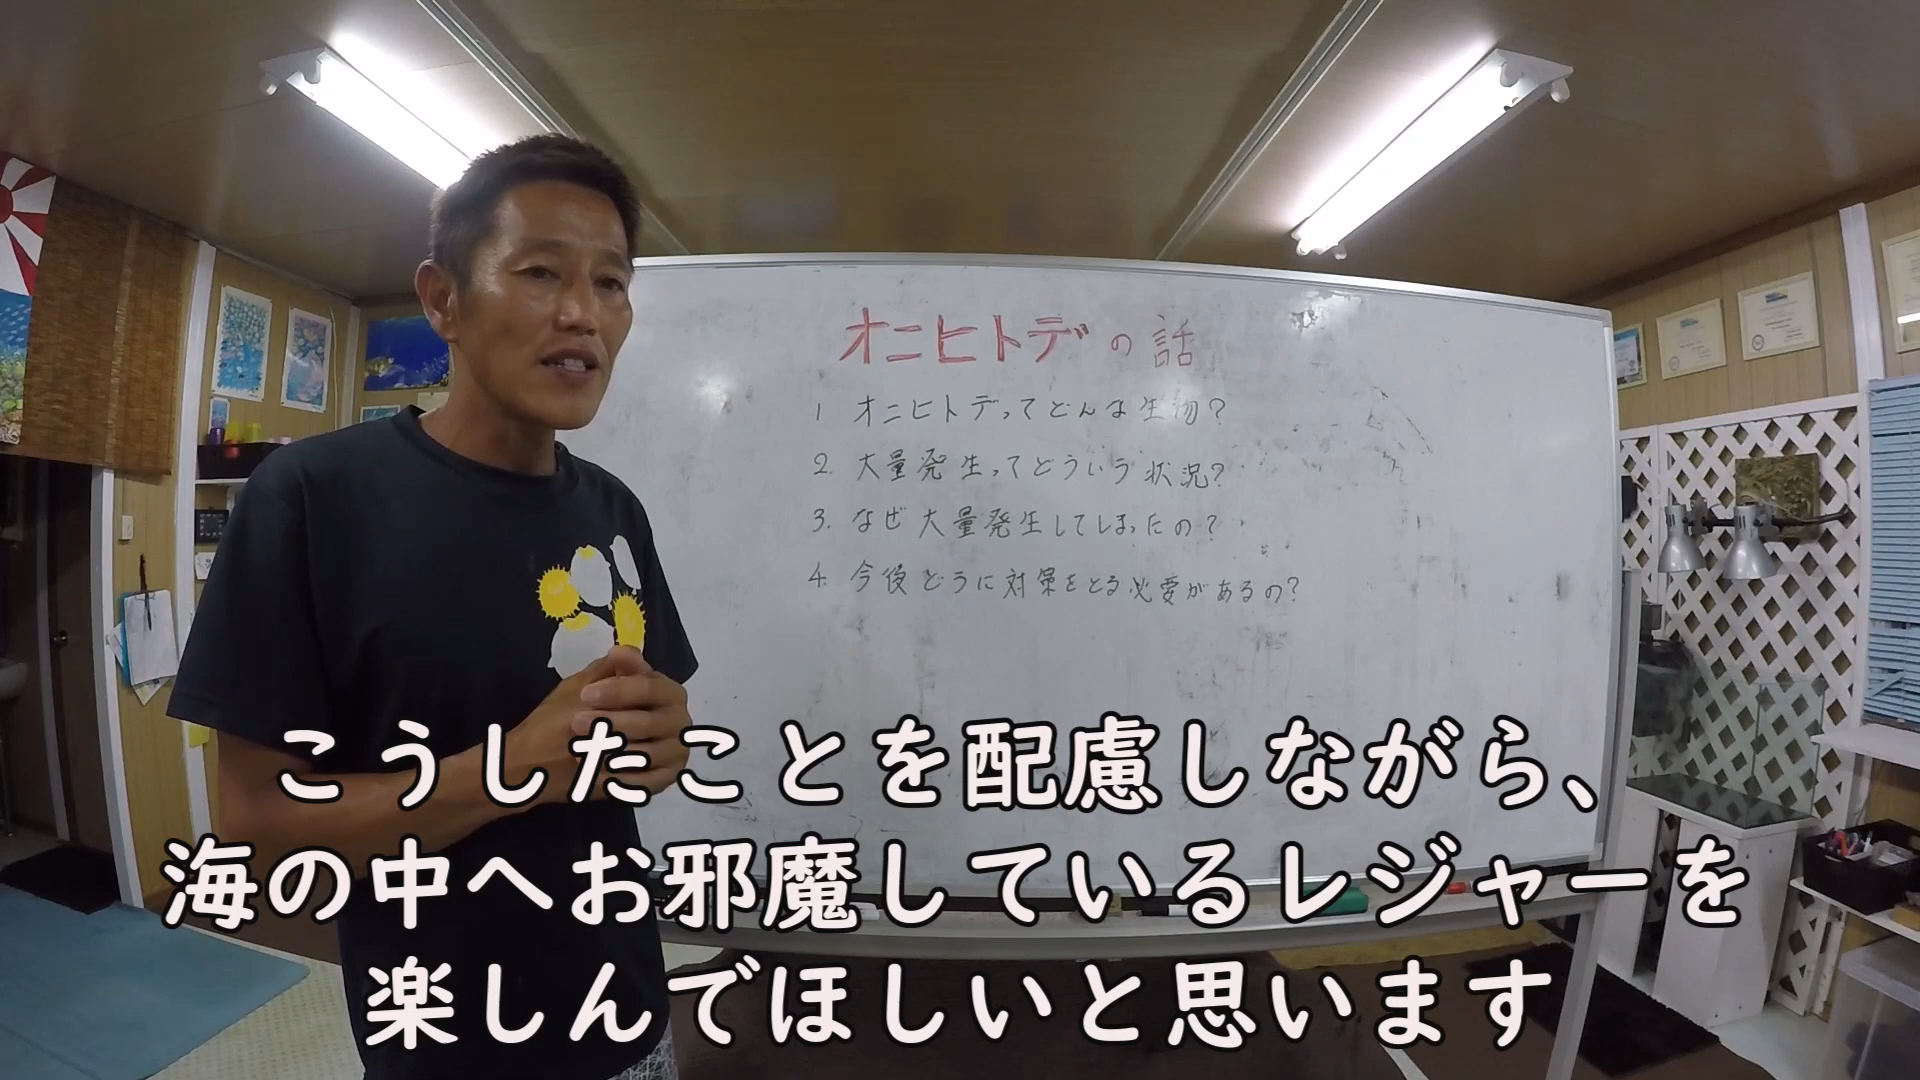 オニヒトデの話
1 オニヒトデってどんな生物?
2. 大量発生ってどういう状況?
3. なぜ大量発生してしまったの?
4. 今後どうに対策をとる必要があるの?
こうしたことを配慮しながら、
海の中へお邪魔しているレジャーを
楽しんでほしいと思います